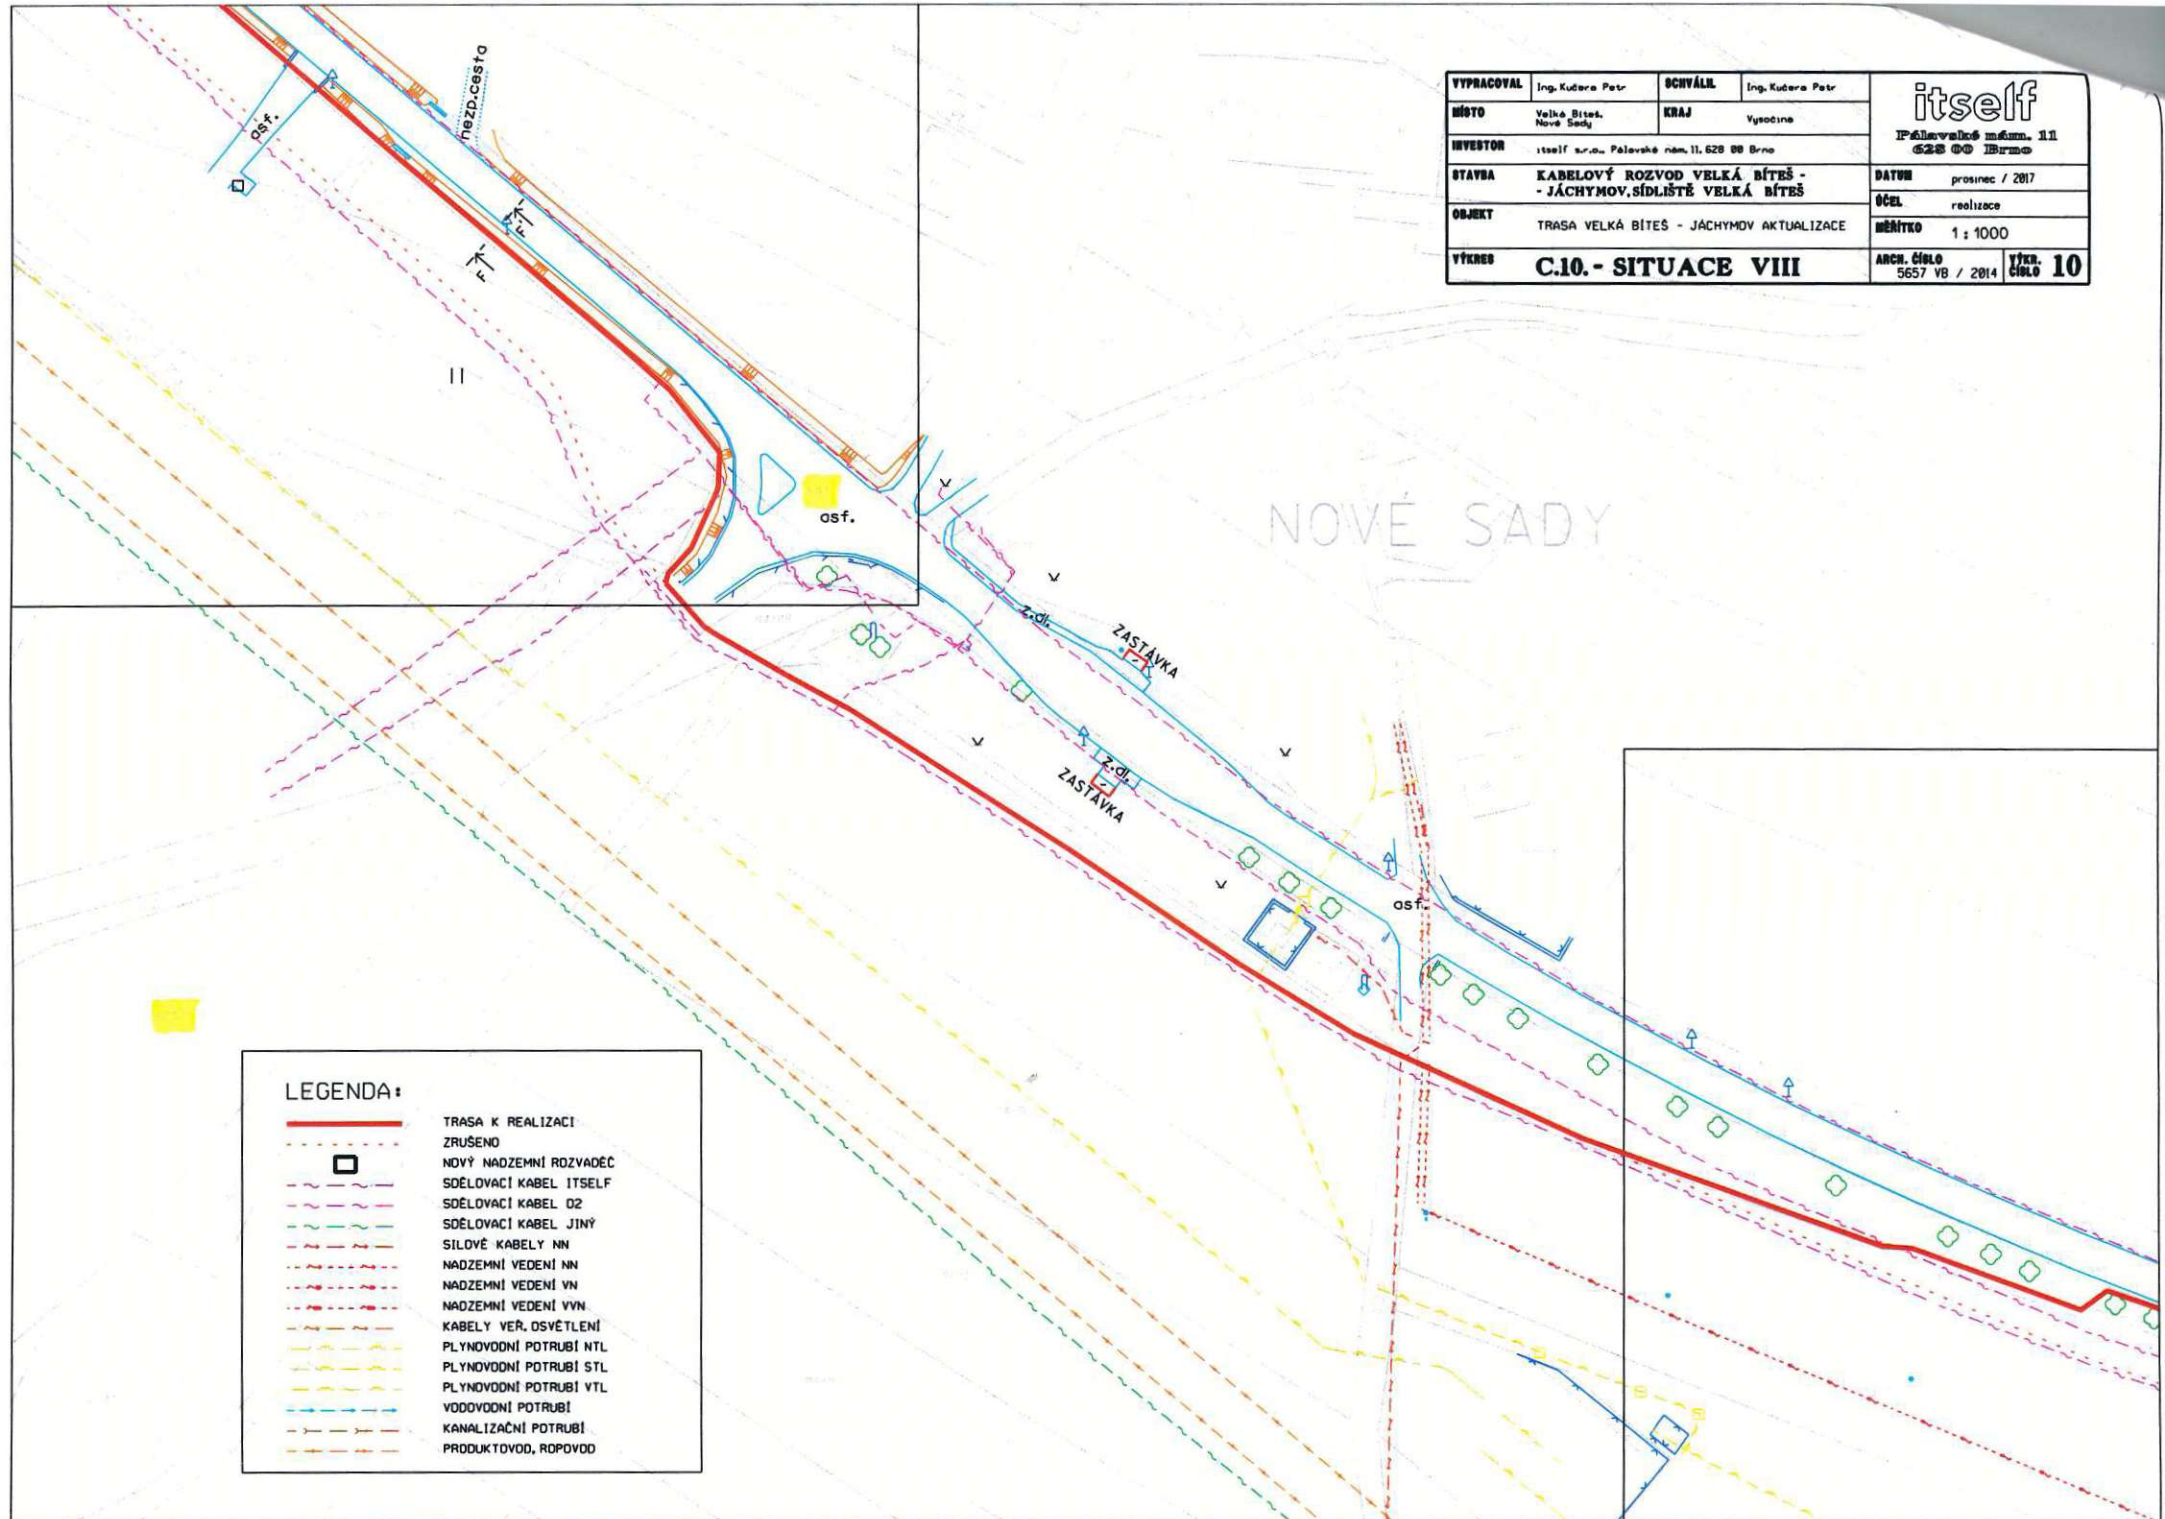 VYPRACOVAL Ing. Kučera Petr SCHVÁLIL Ing. Kučera Petr
MÍSTO Velká Bíteš, Nové Sady KRAJ Vysočina
INVESTOR itself s.r.o., Pálavské nám. 11, 628 00 Brno
STAVBA KABELOVÝ ROZVOD VELKÁ BÍTEŠ -
- JÁCHYMOV, SÍDLIŠTĚ VELKÁ BÍTEŠ
OBJEKT TRASA VELKÁ BÍTEŠ - JÁCHYMOV AKTUALIZACE
VÝKRES C.10. - SITUACE VIII
itself
Pálavské nám. 11
628 00 Brno
DATUM prosinec / 2017
ÚČEL realizace
MĚŘÍTKO 1 : 1000
ARCH. ČÍSLO 5657 VB / 2014 VÝKR. ČÍSLO 10
nezp.cesta
asf.
F
F
NOVÉ SADY
asf.
z.dl.
ZASTÁVKA
z.dl.
ZASTÁVKA
asf.
LEGENDA:
TRASA K REALIZACI
ZRUŠENO
NOVÝ NADZEMNÍ ROZVADĚČ
SDĚLOVACÍ KABEL ITSELF
SDĚLOVACÍ KABEL O2
SDĚLOVACÍ KABEL JINÝ
SILOVÉ KABELY NN
NADZEMNÍ VEDENÍ NN
NADZEMNÍ VEDENÍ VN
NADZEMNÍ VEDENÍ VVN
KABELY VEŘ. OSVĚTLENÍ
PLYNOVODNÍ POTRUBÍ NTL
PLYNOVODNÍ POTRUBÍ STL
PLYNOVODNÍ POTRUBÍ VTL
VODOVODNÍ POTRUBÍ
KANALIZAČNÍ POTRUBÍ
PRODUKTOVOD, ROPOVOD